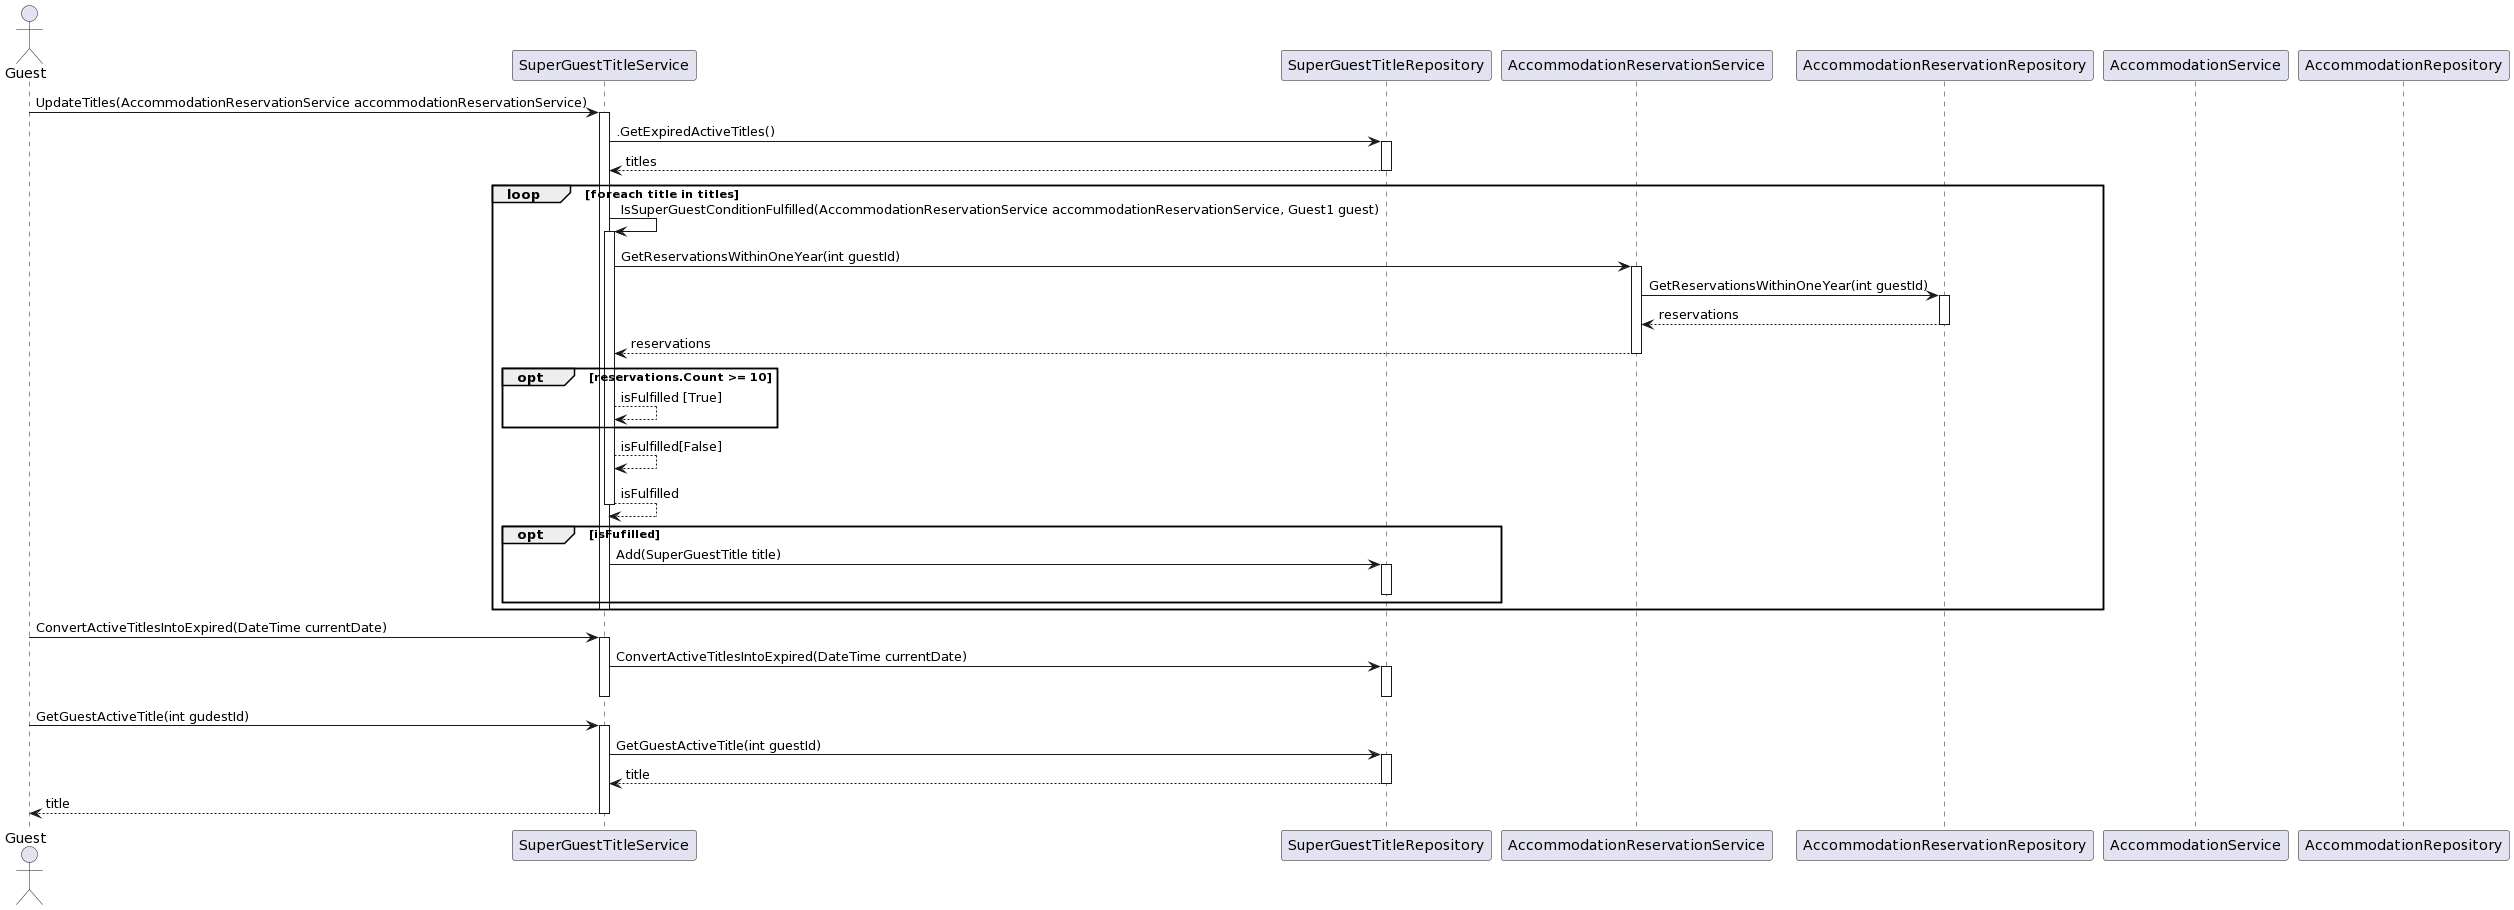 Guest
SuperGuestTitleService
SuperGuestTitleRepository
AccommodationReservationService
AccommodationReservationRepository
AccommodationService
AccommodationRepository
UpdateTitles(AccommodationReservationService accommodationReservationService)
.GetExpiredActiveTitles()
titles
loop [foreach title in titles]
IsSuperGuestConditionFulfilled(AccommodationReservationService accommodationReservationService, Guest1 guest)
GetReservationsWithinOneYear(int guestId)
GetReservationsWithinOneYear(int guestId)
reservations
reservations
opt [reservations.Count >= 10]
isFulfilled [True]
isFulfilled[False]
isFulfilled
opt [isFufilled]
Add(SuperGuestTitle title)
ConvertActiveTitlesIntoExpired(DateTime currentDate)
ConvertActiveTitlesIntoExpired(DateTime currentDate)
GetGuestActiveTitle(int gudestId)
GetGuestActiveTitle(int guestId)
title
title
Guest
SuperGuestTitleService
SuperGuestTitleRepository
AccommodationReservationService
AccommodationReservationRepository
AccommodationService
AccommodationRepository